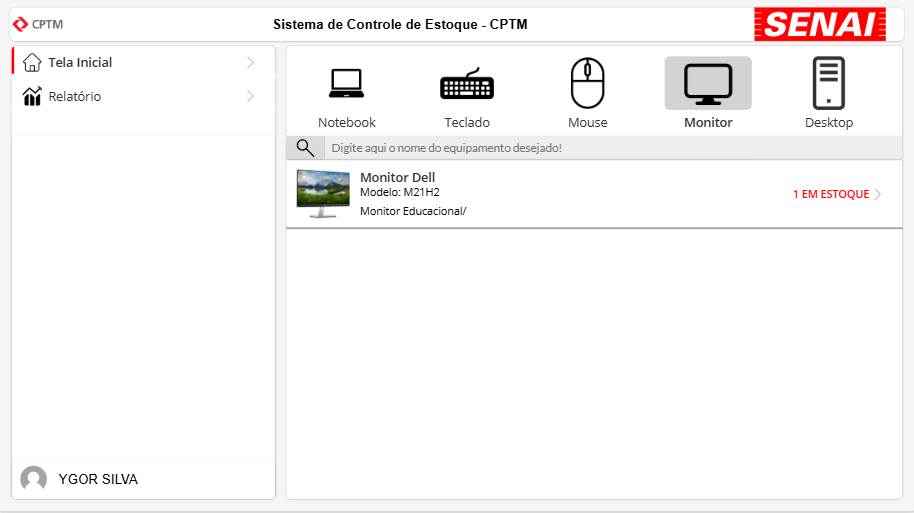 CPTM
Sistema de Controle de Estoque - CPTM
SENAI
Tela Inicial
Relatório
Notebook
Teclado
Mouse
Monitor
Desktop
Digite aqui o nome do equipamento desejado!
Monitor Dell
Modelo: M21H2
1 EM ESTOQUE
Monitor Educacional/
YGOR SILVA